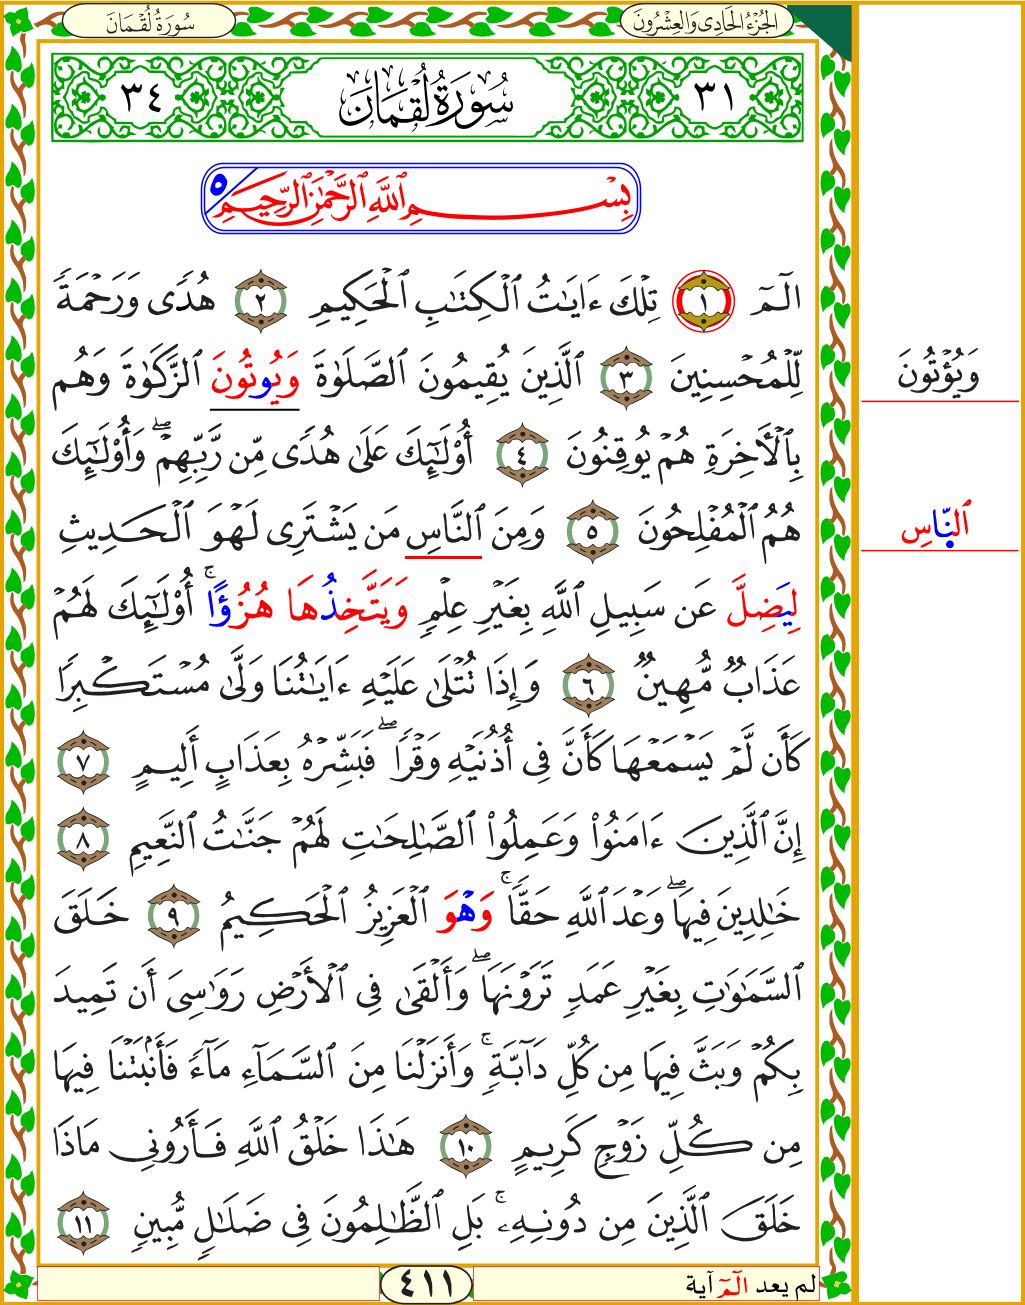 الجُزْءُ الحَادِي وَالعِشْرُونَ
سُورَةُ لُقْمَانَ
٣١ سُورَةُ لُقْمَانَ ٣٤
بِسْمِ ٱللَّهِ ٱلرَّحْمَٰنِ ٱلرَّحِيمِ ٥
الٓمٓ ١ تِلْكَ ءَايَٰتُ ٱلْكِتَٰبِ ٱلْحَكِيمِ ٢ هُدًى وَرَحْمَةً
لِّلْمُحْسِنِينَ ٣ ٱلَّذِينَ يُقِيمُونَ ٱلصَّلَوٰةَ وَيُوتُونَ ٱلزَّكَوٰةَ وَهُم
وَيُؤْتُونَ
بِٱلْأَخِرَةِ هُمْ يُوقِنُونَ ٤ أُو۟لَٰٓئِكَ عَلَىٰ هُدًى مِّن رَّبِّهِمْ ۖ وَأُو۟لَٰٓئِكَ
هُمُ ٱلْمُفْلِحُونَ ٥ وَمِنَ ٱلنَّاسِ مَن يَشْتَرِى لَهْوَ ٱلْحَدِيثِ
ٱلنَّاسِ
لِيَضِلَّ عَن سَبِيلِ ٱللَّهِ بِغَيْرِ عِلْمٍ وَيَتَّخِذُهَا هُزُؤًا ۚ أُو۟لَٰٓئِكَ لَهُمْ
عَذَابٌ مُّهِينٌ ٦ وَإِذَا تُتْلَىٰ عَلَيْهِ ءَايَٰتُنَا وَلَّىٰ مُسْتَكْبِرًا
كَأَن لَّمْ يَسْمَعْهَا كَأَنَّ فِى أُذُنَيْهِ وَقْرًا ۖ فَبَشِّرْهُ بِعَذَابٍ أَلِيمٍ ٧
إِنَّ ٱلَّذِينَ ءَامَنُوا۟ وَعَمِلُوا۟ ٱلصَّٰلِحَٰتِ لَهُمْ جَنَّٰتُ ٱلنَّعِيمِ ٨
خَٰلِدِينَ فِيهَا ۖ وَعْدَ ٱللَّهِ حَقًّا ۚ وَهْوَ ٱلْعَزِيزُ ٱلْحَكِيمُ ٩ خَلَقَ
ٱلسَّمَٰوَٰتِ بِغَيْرِ عَمَدٍ تَرَوْنَهَا ۖ وَأَلْقَىٰ فِى ٱلْأَرْضِ رَوَٰسِىَ أَن تَمِيدَ
بِكُمْ وَبَثَّ فِيهَا مِن كُلِّ دَآبَّةٍ ۚ وَأَنزَلْنَا مِنَ ٱلسَّمَآءِ مَآءً فَأَنۢبَتْنَا فِيهَا
مِن كُلِّ زَوْجٍ كَرِيمٍ ١٠ هَٰذَا خَلْقُ ٱللَّهِ فَأَرُونِى مَاذَا
خَلَقَ ٱلَّذِينَ مِن دُونِهِۦ ۚ بَلِ ٱلظَّٰلِمُونَ فِى ضَلَٰلٍ مُّبِينٍ ١١
لم يعد الٓمٓ آية
٤١١